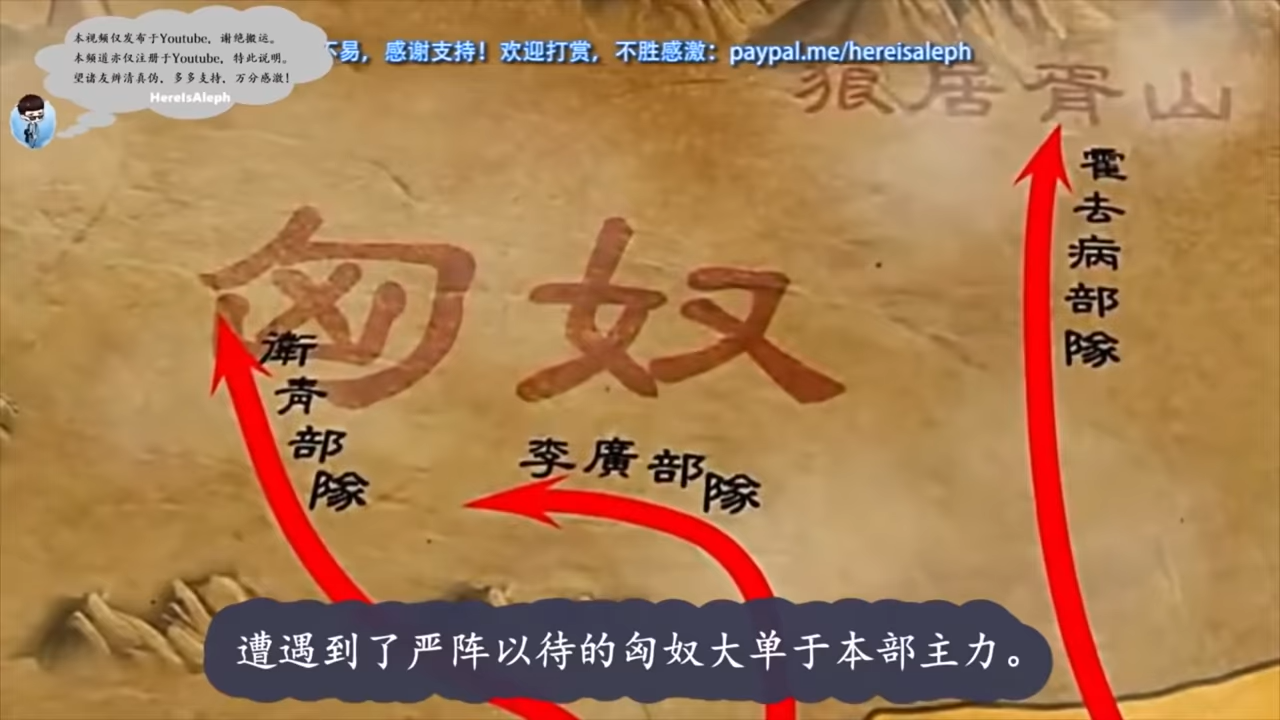 本视频仅发布于Youtube，谢绝搬运。
本频道亦仅注册于Youtube，特此说明。
望诸友辨清真伪，多多支持，万分感激！
HereIsAleph
不易，感谢支持！欢迎打赏，不胜感激：paypal.me/hereisaleph
狼居胥山
霍去病部隊
匈奴
衛青部隊
李廣部隊
遭遇到了严阵以待的匈奴大单于本部主力。